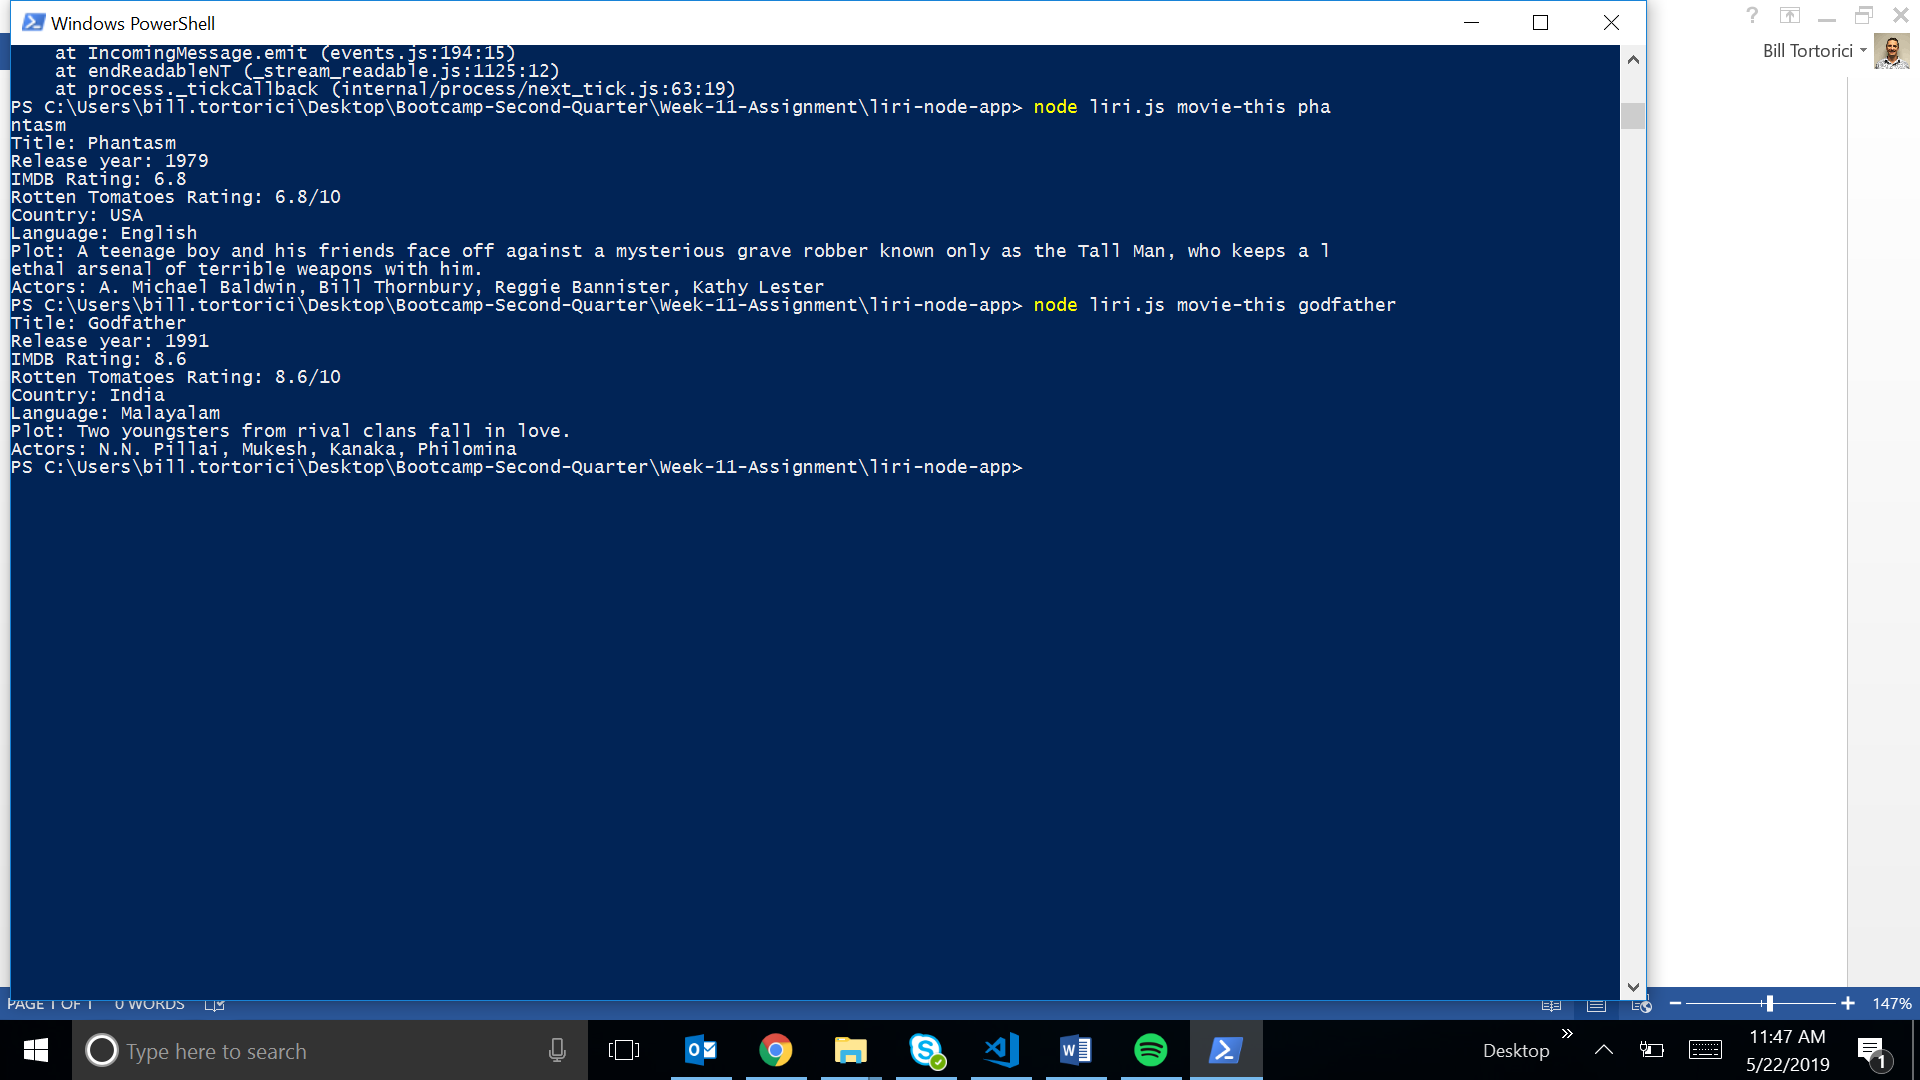 Windows PowerShell
?
Bill Tortorici
at IncomingMessage.emit (events.js:194:15)
at endReadableNT (_stream_readable.js:1125:12)
at process._tickCallback (internal/process/next_tick.js:63:19)
PS C:\Users\bill.tortorici\Desktop\Bootcamp-Second-Quarter\Week-11-Assignment\liri-node-app> node liri.js movie-this pha
ntasm
Title: Phantasm
Release year: 1979
IMDB Rating: 6.8
Rotten Tomatoes Rating: 6.8/10
Country: USA
Language: English
Plot: A teenage boy and his friends face off against a mysterious grave robber known only as the Tall Man, who keeps a l
ethal arsenal of terrible weapons with him.
Actors: A. Michael Baldwin, Bill Thornbury, Reggie Bannister, Kathy Lester
PS C:\Users\bill.tortorici\Desktop\Bootcamp-Second-Quarter\Week-11-Assignment\liri-node-app> node liri.js movie-this godfather
Title: Godfather
Release year: 1991
IMDB Rating: 8.6
Rotten Tomatoes Rating: 8.6/10
Country: India
Language: Malayalam
Plot: Two youngsters from rival clans fall in love.
Actors: N.N. Pillai, Mukesh, Kanaka, Philomina
PS C:\Users\bill.tortorici\Desktop\Bootcamp-Second-Quarter\Week-11-Assignment\liri-node-app>
PAGE 1 OF 1 0 WORDS
147%
Type here to search
Desktop
11:47 AM
5/22/2019
1